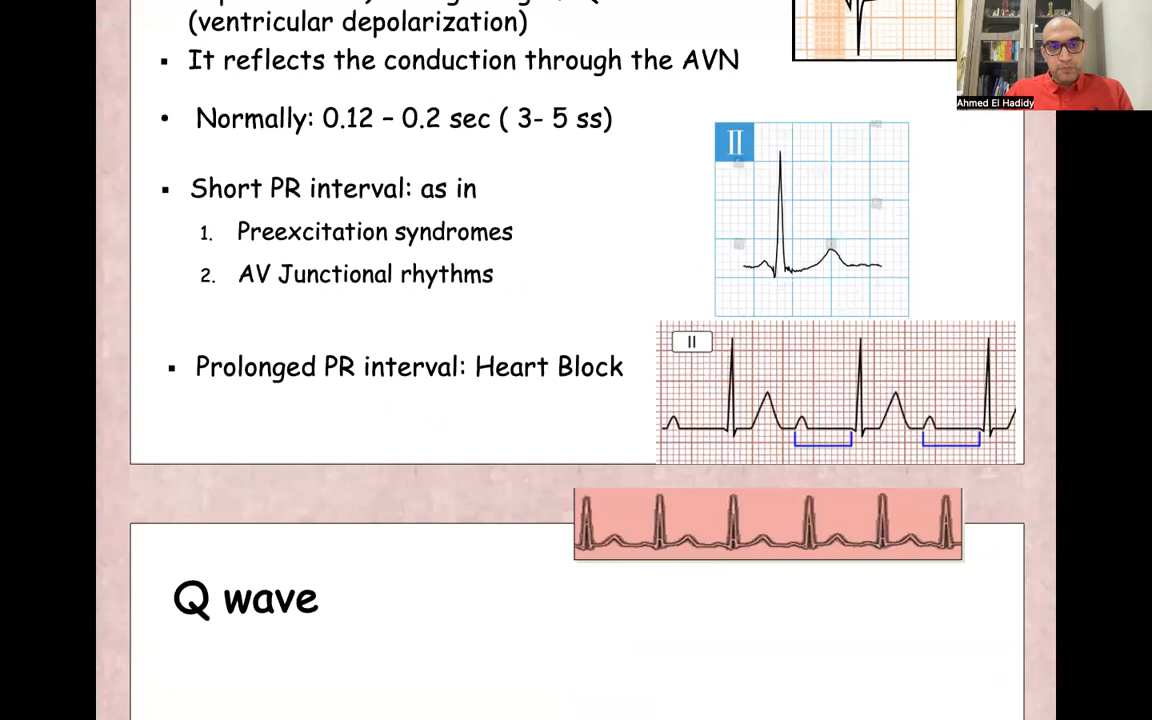 (ventricular depolarization)
▪ It reflects the conduction through the AVN
Ahmed El Hadidy
• Normally: 0.12 – 0.2 sec ( 3- 5 ss)
II
▪ Short PR interval: as in
1. Preexcitation syndromes
2. AV Junctional rhythms
II
▪ Prolonged PR interval: Heart Block
Q wave